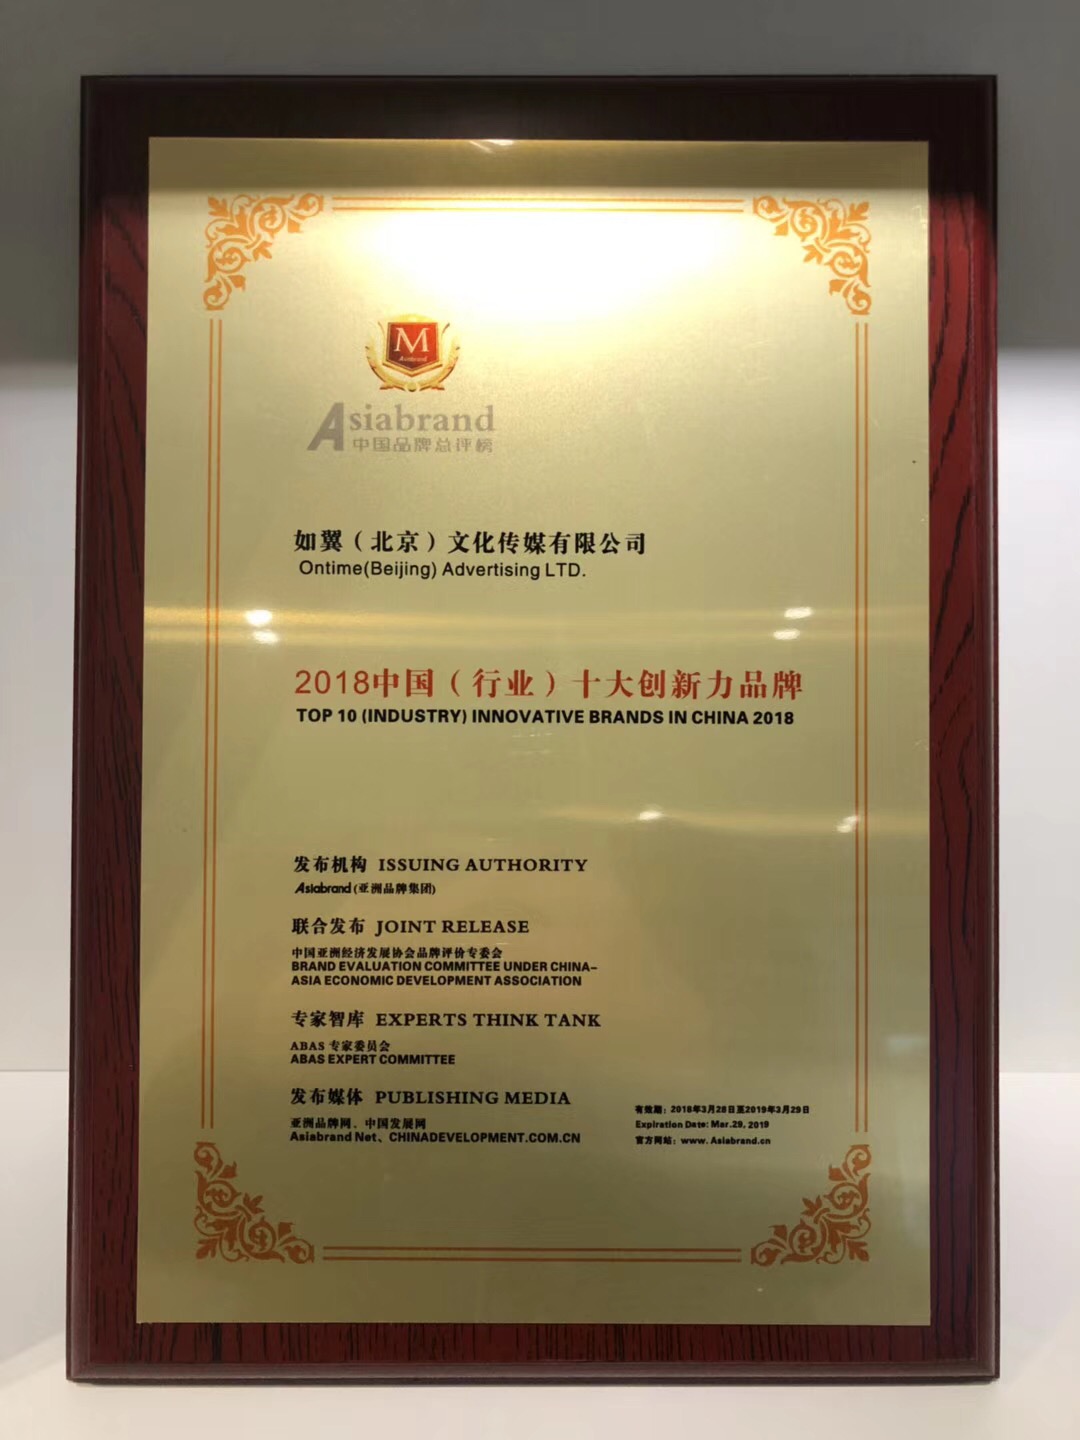 M
Asiabrand
Asiabrand
中国品牌总评榜
如翼（北京）文化传媒有限公司
Ontime(Beijing) Advertising LTD.
2018中国（行业）十大创新力品牌
TOP 10 (INDUSTRY) INNOVATIVE BRANDS IN CHINA 2018
发布机构 ISSUING AUTHORITY
Asiabrand (亚洲品牌集团)
联合发布 JOINT RELEASE
中国亚洲经济发展协会品牌评价专委会
BRAND EVALUATION COMMITTEE UNDER CHINA-
ASIA ECONOMIC DEVELOPMENT ASSOCIATION
专家智库 EXPERTS THINK TANK
ABAS 专家委员会
ABAS EXPERT COMMITTEE
发布媒体 PUBLISHING MEDIA
亚洲品牌网、中国发展网
Asiabrand Net、CHINADEVELOPMENT.COM.CN
有效期：2018年3月28日至2019年3月29日
Expiration Date: Mar.29, 2019
官方网站：www. Asiabrand.cn